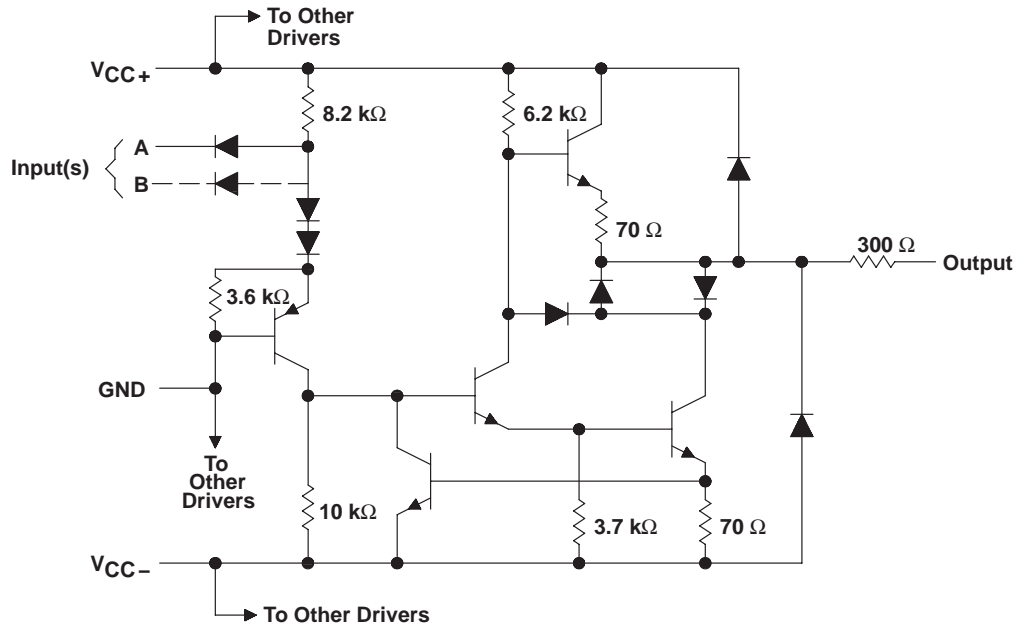 To Other
Drivers
VCC+
8.2 kΩ
6.2 kΩ
A
Input(s)
B
70 Ω
300 Ω
Output
3.6 kΩ
GND
To
Other
Drivers
10 kΩ
3.7 kΩ
70 Ω
VCC−
To Other Drivers